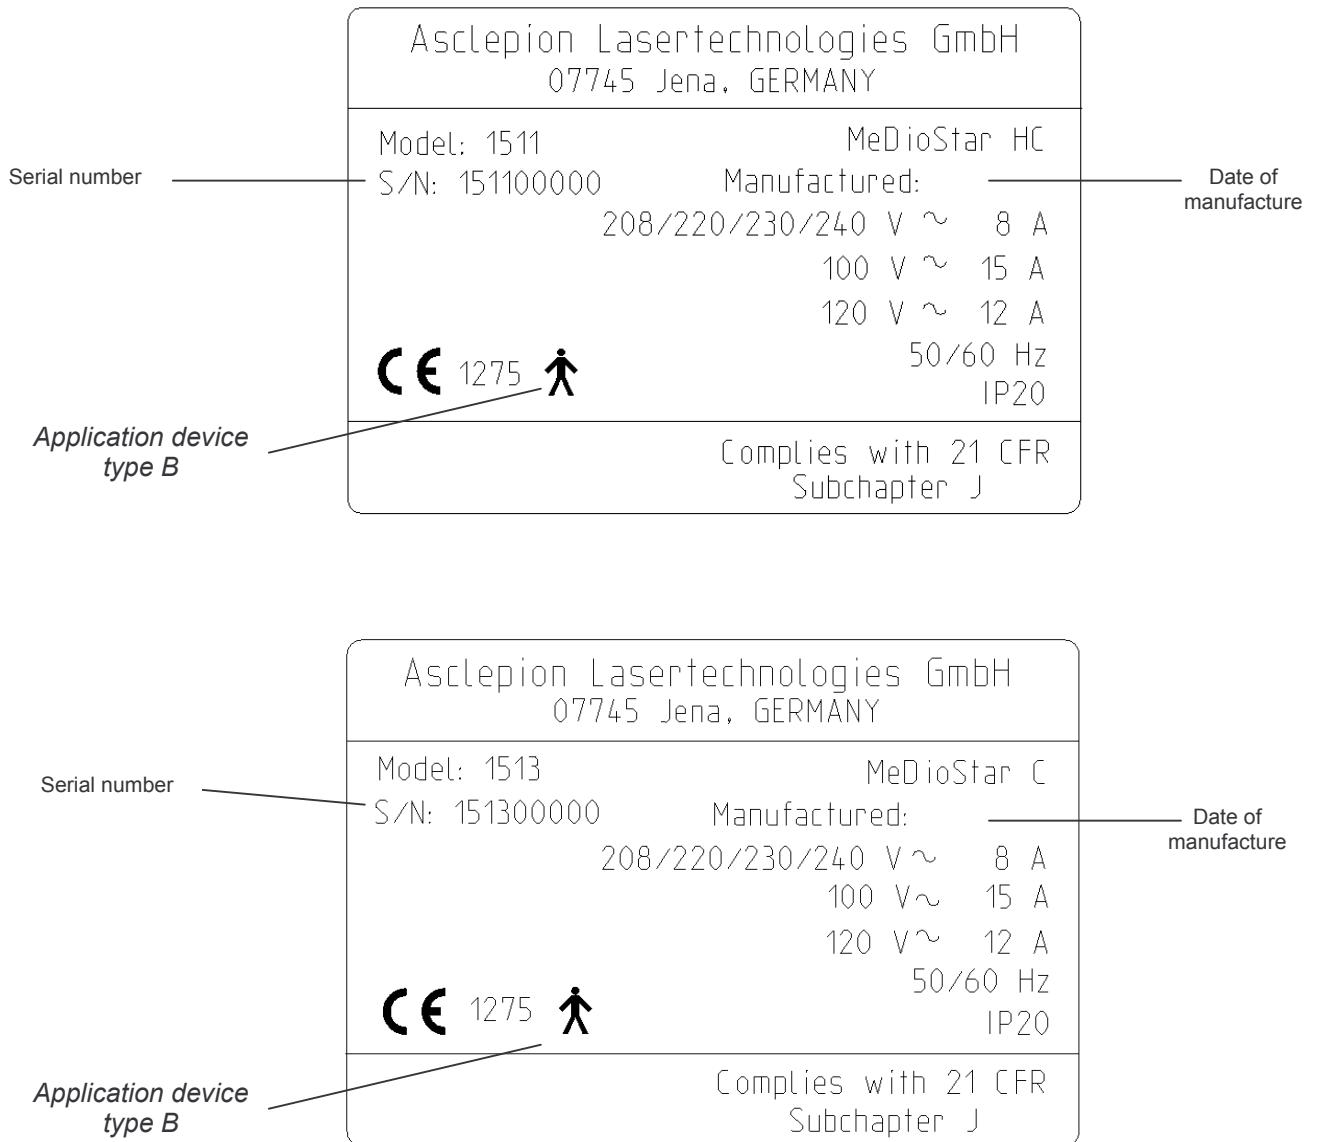 Asclepion Lasertechnologies GmbH
07745 Jena, GERMANY
Model: 1511 MeDioStar HC
Serial number
S/N: 151100000 Manufactured:
Date of
manufacture
208/220/230/240 V ~ 8 A
100 V ~ 15 A
120 V ~ 12 A
50/60 Hz
CE 1275
IP20
Application device
type B
Complies with 21 CFR
Subchapter J
Asclepion Lasertechnologies GmbH
07745 Jena, GERMANY
Model: 1513 MeDioStar C
Serial number
S/N: 151300000 Manufactured:
Date of
manufacture
208/220/230/240 V ~ 8 A
100 V ~ 15 A
120 V ~ 12 A
50/60 Hz
CE 1275
IP20
Application device
type B
Complies with 21 CFR
Subchapter J